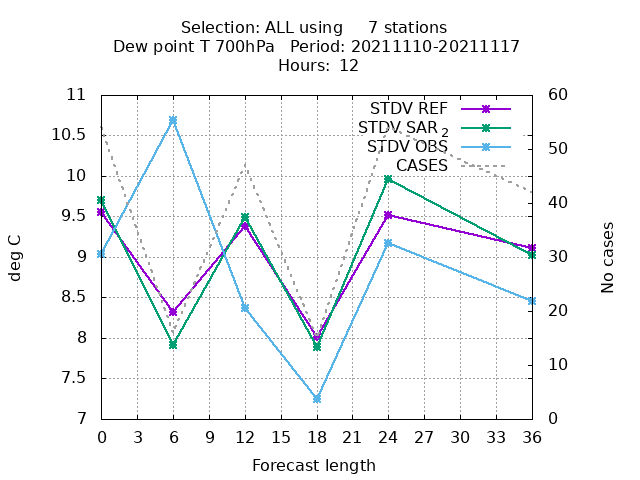 Selection: ALL using 7 stations
Dew point T 700hPa Period: 20211110-20211117
Hours: 12
STDV REF
STDV SAR 2
STDV OBS
CASES
11
10.5
10
9.5
9
8.5
8
7.5
7
60
50
40
30
20
10
0
deg C
No cases
0 3 6 9 12 15 18 21 24 27 30 33 36
Forecast length